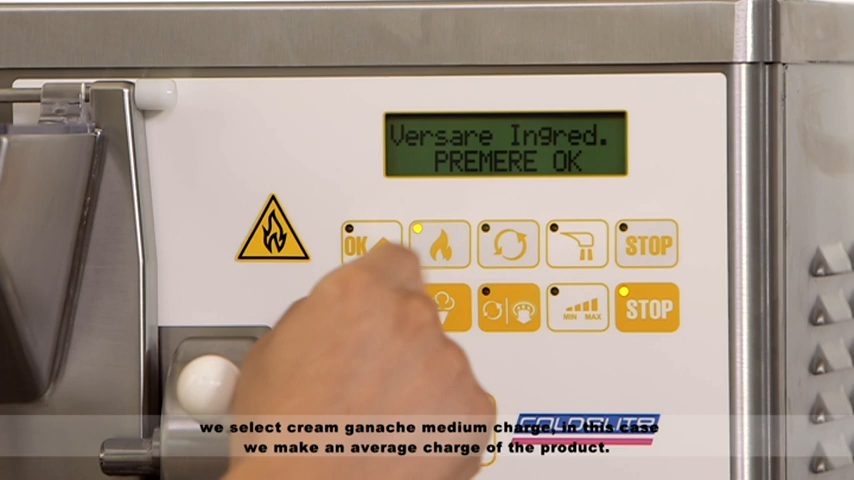 Versare Ingred.
PREMERE OK
OK
STOP
MIN MAX
STOP
we select cream ganache medium charge, in this case
we make an average charge of the product.